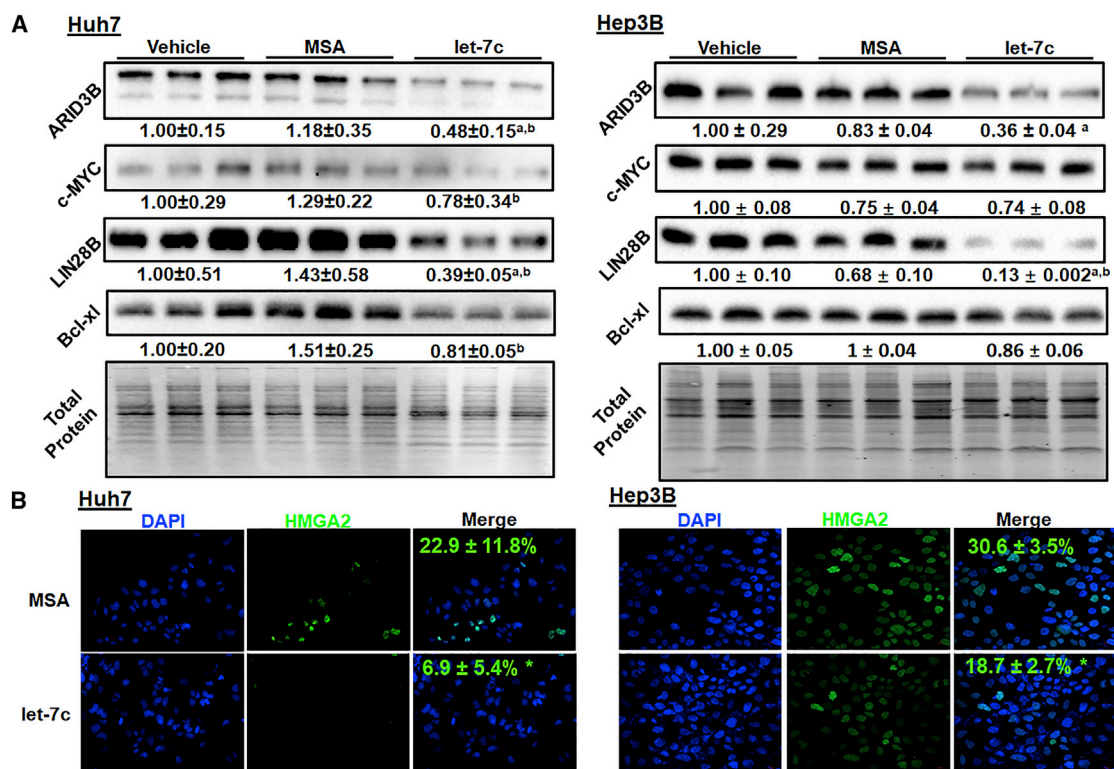 A
Huh7
Vehicle MSA let-7c
ARID3B
1.00±0.15 1.18±0.35 0.48±0.15a,b
c-MYC
1.00±0.29 1.29±0.22 0.78±0.34b
LIN28B
1.00±0.51 1.43±0.58 0.39±0.05a,b
Bcl-xl
1.00±0.20 1.51±0.25 0.81±0.05b
Total Protein
Hep3B
Vehicle MSA let-7c
ARID3B
1.00 ± 0.29 0.83 ± 0.04 0.36 ± 0.04 a
c-MYC
1.00 ± 0.08 0.75 ± 0.04 0.74 ± 0.08
LIN28B
1.00 ± 0.10 0.68 ± 0.10 0.13 ± 0.002a,b
Bcl-xl
1.00 ± 0.05 1 ± 0.04 0.86 ± 0.06
Total Protein
B
Huh7
DAPI HMGA2 Merge
MSA
22.9 ± 11.8%
let-7c
6.9 ± 5.4% *
Hep3B
DAPI HMGA2 Merge
30.6 ± 3.5%
18.7 ± 2.7% *